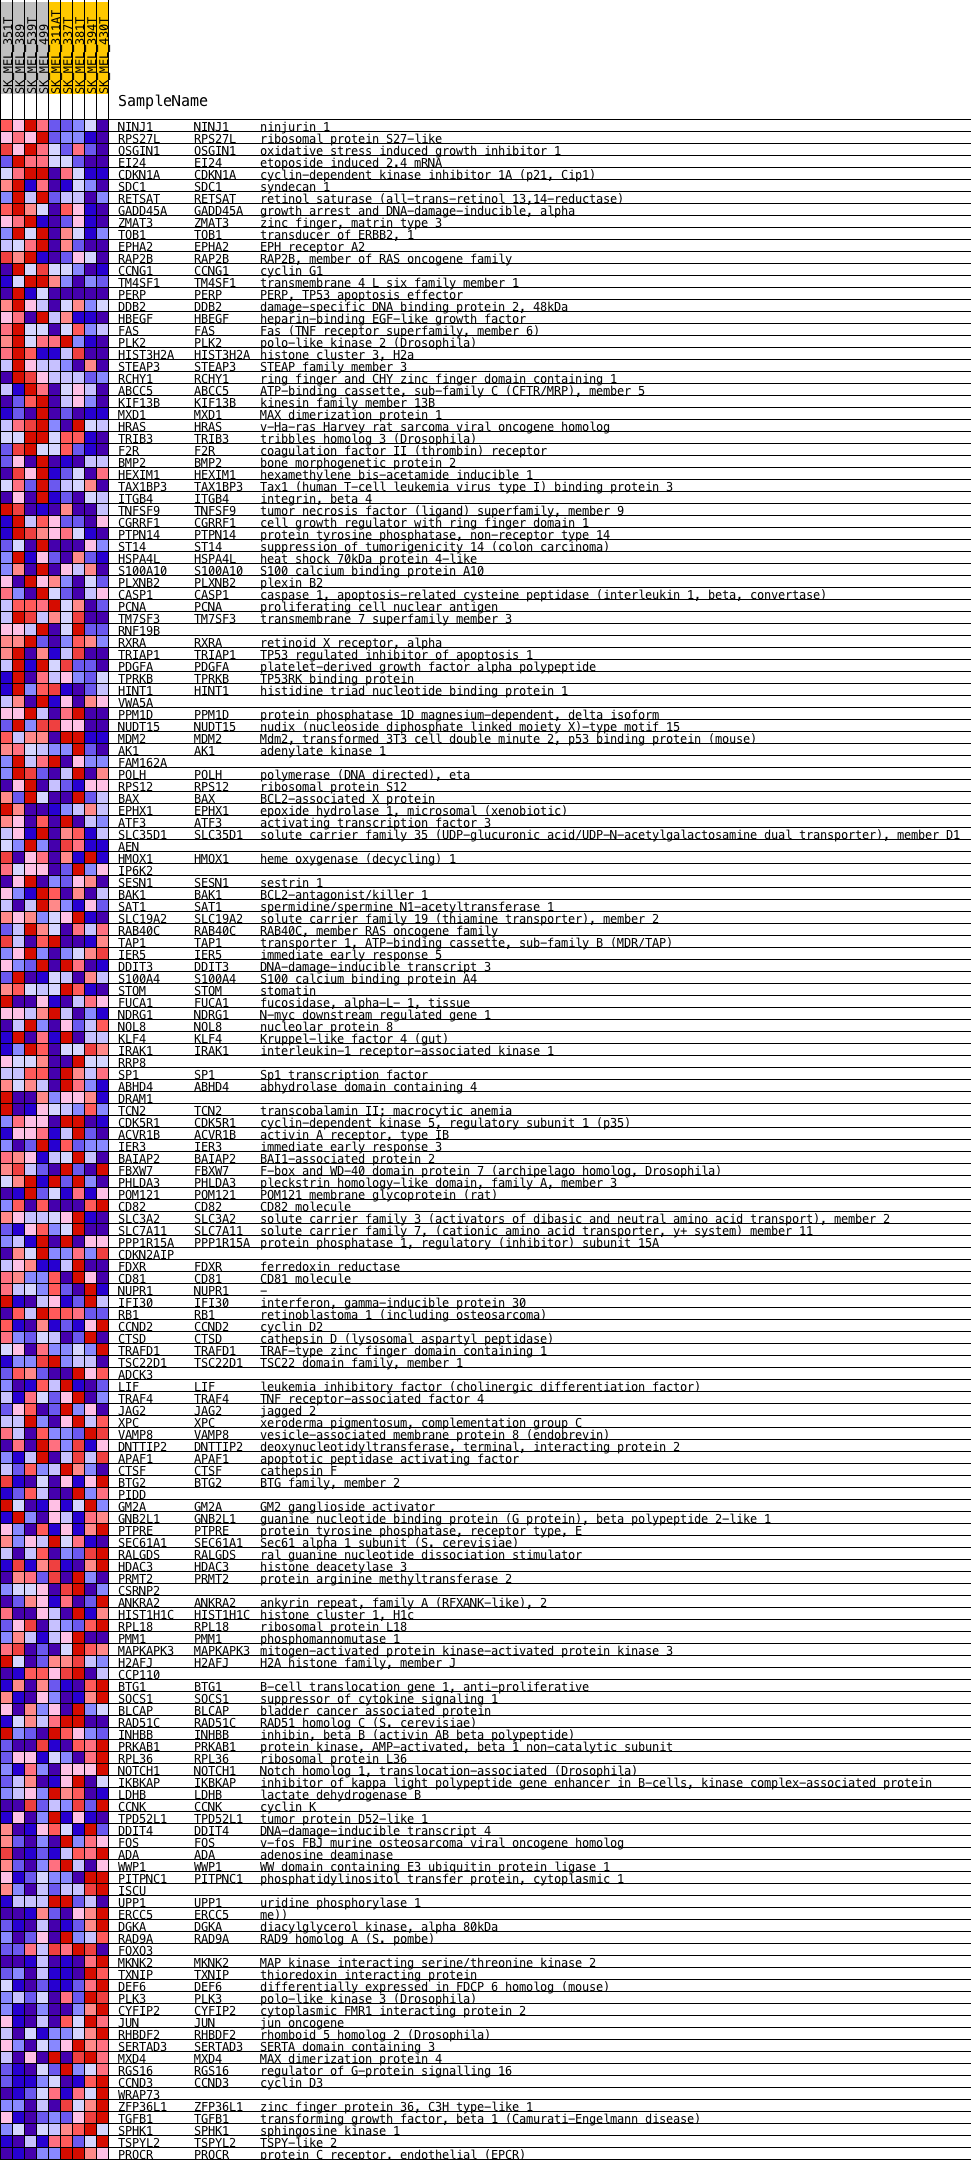 SK_MEL_351T
SK_MEL_389
SK_MEL_539T
SK_MEL_499
SK_MEL_311AT
SK_MEL_337T
SK_MEL_381T
SK_MEL_394T
SK_MEL_430T
SampleName
NINJ1 NINJ1 ninjurin 1
RPS27L RPS27L ribosomal protein S27-like
OSGIN1 OSGIN1 oxidative stress induced growth inhibitor 1
EI24 EI24 etoposide induced 2.4 mRNA
CDKN1A CDKN1A cyclin-dependent kinase inhibitor 1A (p21, Cip1)
SDC1 SDC1 syndecan 1
RETSAT RETSAT retinol saturase (all-trans-retinol 13,14-reductase)
GADD45A GADD45A growth arrest and DNA-damage-inducible, alpha
ZMAT3 ZMAT3 zinc finger, matrin type 3
TOB1 TOB1 transducer of ERBB2, 1
EPHA2 EPHA2 EPH receptor A2
RAP2B RAP2B RAP2B, member of RAS oncogene family
CCNG1 CCNG1 cyclin G1
TM4SF1 TM4SF1 transmembrane 4 L six family member 1
PERP PERP PERP, TP53 apoptosis effector
DDB2 DDB2 damage-specific DNA binding protein 2, 48kDa
HBEGF HBEGF heparin-binding EGF-like growth factor
FAS FAS Fas (TNF receptor superfamily, member 6)
PLK2 PLK2 polo-like kinase 2 (Drosophila)
HIST3H2A HIST3H2A histone cluster 3, H2a
STEAP3 STEAP3 STEAP family member 3
RCHY1 RCHY1 ring finger and CHY zinc finger domain containing 1
ABCC5 ABCC5 ATP-binding cassette, sub-family C (CFTR/MRP), member 5
KIF13B KIF13B kinesin family member 13B
MXD1 MXD1 MAX dimerization protein 1
HRAS HRAS v-Ha-ras Harvey rat sarcoma viral oncogene homolog
TRIB3 TRIB3 tribbles homolog 3 (Drosophila)
F2R F2R coagulation factor II (thrombin) receptor
BMP2 BMP2 bone morphogenetic protein 2
HEXIM1 HEXIM1 hexamethylene bis-acetamide inducible 1
TAX1BP3 TAX1BP3 Tax1 (human T-cell leukemia virus type I) binding protein 3
ITGB4 ITGB4 integrin, beta 4
TNFSF9 TNFSF9 tumor necrosis factor (ligand) superfamily, member 9
CGRRF1 CGRRF1 cell growth regulator with ring finger domain 1
PTPN14 PTPN14 protein tyrosine phosphatase, non-receptor type 14
ST14 ST14 suppression of tumorigenicity 14 (colon carcinoma)
HSPA4L HSPA4L heat shock 70kDa protein 4-like
S100A10 S100A10 S100 calcium binding protein A10
PLXNB2 PLXNB2 plexin B2
CASP1 CASP1 caspase 1, apoptosis-related cysteine peptidase (interleukin 1, beta, convertase)
PCNA PCNA proliferating cell nuclear antigen
TM7SF3 TM7SF3 transmembrane 7 superfamily member 3
RNF19B
RXRA RXRA retinoid X receptor, alpha
TRIAP1 TRIAP1 TP53 regulated inhibitor of apoptosis 1
PDGFA PDGFA platelet-derived growth factor alpha polypeptide
TPRKB TPRKB TP53RK binding protein
HINT1 HINT1 histidine triad nucleotide binding protein 1
VWA5A
PPM1D PPM1D protein phosphatase 1D magnesium-dependent, delta isoform
NUDT15 NUDT15 nudix (nucleoside diphosphate linked moiety X)-type motif 15
MDM2 MDM2 Mdm2, transformed 3T3 cell double minute 2, p53 binding protein (mouse)
AK1 AK1 adenylate kinase 1
FAM162A
POLH POLH polymerase (DNA directed), eta
RPS12 RPS12 ribosomal protein S12
BAX BAX BCL2-associated X protein
EPHX1 EPHX1 epoxide hydrolase 1, microsomal (xenobiotic)
ATF3 ATF3 activating transcription factor 3
SLC35D1 SLC35D1 solute carrier family 35 (UDP-glucuronic acid/UDP-N-acetylgalactosamine dual transporter), member D1
AEN
HMOX1 HMOX1 heme oxygenase (decycling) 1
IP6K2
SESN1 SESN1 sestrin 1
BAK1 BAK1 BCL2-antagonist/killer 1
SAT1 SAT1 spermidine/spermine N1-acetyltransferase 1
SLC19A2 SLC19A2 solute carrier family 19 (thiamine transporter), member 2
RAB40C RAB40C RAB40C, member RAS oncogene family
TAP1 TAP1 transporter 1, ATP-binding cassette, sub-family B (MDR/TAP)
IER5 IER5 immediate early response 5
DDIT3 DDIT3 DNA-damage-inducible transcript 3
S100A4 S100A4 S100 calcium binding protein A4
STOM STOM stomatin
FUCA1 FUCA1 fucosidase, alpha-L- 1, tissue
NDRG1 NDRG1 N-myc downstream regulated gene 1
NOL8 NOL8 nucleolar protein 8
KLF4 KLF4 Kruppel-like factor 4 (gut)
IRAK1 IRAK1 interleukin-1 receptor-associated kinase 1
RRP8
SP1 SP1 Sp1 transcription factor
ABHD4 ABHD4 abhydrolase domain containing 4
DRAM1
TCN2 TCN2 transcobalamin II; macrocytic anemia
CDK5R1 CDK5R1 cyclin-dependent kinase 5, regulatory subunit 1 (p35)
ACVR1B ACVR1B activin A receptor, type IB
IER3 IER3 immediate early response 3
BAIAP2 BAIAP2 BAI1-associated protein 2
FBXW7 FBXW7 F-box and WD-40 domain protein 7 (archipelago homolog, Drosophila)
PHLDA3 PHLDA3 pleckstrin homology-like domain, family A, member 3
POM121 POM121 POM121 membrane glycoprotein (rat)
CD82 CD82 CD82 molecule
SLC3A2 SLC3A2 solute carrier family 3 (activators of dibasic and neutral amino acid transport), member 2
SLC7A11 SLC7A11 solute carrier family 7, (cationic amino acid transporter, y+ system) member 11
PPP1R15A PPP1R15A protein phosphatase 1, regulatory (inhibitor) subunit 15A
CDKN2AIP
FDXR FDXR ferredoxin reductase
CD81 CD81 CD81 molecule
NUPR1 NUPR1 -
IFI30 IFI30 interferon, gamma-inducible protein 30
RB1 RB1 retinoblastoma 1 (including osteosarcoma)
CCND2 CCND2 cyclin D2
CTSD CTSD cathepsin D (lysosomal aspartyl peptidase)
TRAFD1 TRAFD1 TRAF-type zinc finger domain containing 1
TSC22D1 TSC22D1 TSC22 domain family, member 1
ADCK3
LIF LIF leukemia inhibitory factor (cholinergic differentiation factor)
TRAF4 TRAF4 TNF receptor-associated factor 4
JAG2 JAG2 jagged 2
XPC XPC xeroderma pigmentosum, complementation group C
VAMP8 VAMP8 vesicle-associated membrane protein 8 (endobrevin)
DNTTIP2 DNTTIP2 deoxynucleotidyltransferase, terminal, interacting protein 2
APAF1 APAF1 apoptotic peptidase activating factor
CTSF CTSF cathepsin F
BTG2 BTG2 BTG family, member 2
PIDD
GM2A GM2A GM2 ganglioside activator
GNB2L1 GNB2L1 guanine nucleotide binding protein (G protein), beta polypeptide 2-like 1
PTPRE PTPRE protein tyrosine phosphatase, receptor type, E
SEC61A1 SEC61A1 Sec61 alpha 1 subunit (S. cerevisiae)
RALGDS RALGDS ral guanine nucleotide dissociation stimulator
HDAC3 HDAC3 histone deacetylase 3
PRMT2 PRMT2 protein arginine methyltransferase 2
CSRNP2
ANKRA2 ANKRA2 ankyrin repeat, family A (RFXANK-like), 2
HIST1H1C HIST1H1C histone cluster 1, H1c
RPL18 RPL18 ribosomal protein L18
PMM1 PMM1 phosphomannomutase 1
MAPKAPK3 MAPKAPK3 mitogen-activated protein kinase-activated protein kinase 3
H2AFJ H2AFJ H2A histone family, member J
CCP110
BTG1 BTG1 B-cell translocation gene 1, anti-proliferative
SOCS1 SOCS1 suppressor of cytokine signaling 1
BLCAP BLCAP bladder cancer associated protein
RAD51C RAD51C RAD51 homolog C (S. cerevisiae)
INHBB INHBB inhibin, beta B (activin AB beta polypeptide)
PRKAB1 PRKAB1 protein kinase, AMP-activated, beta 1 non-catalytic subunit
RPL36 RPL36 ribosomal protein L36
NOTCH1 NOTCH1 Notch homolog 1, translocation-associated (Drosophila)
IKBKAP IKBKAP inhibitor of kappa light polypeptide gene enhancer in B-cells, kinase complex-associated protein
LDHB LDHB lactate dehydrogenase B
CCNK CCNK cyclin K
TPD52L1 TPD52L1 tumor protein D52-like 1
DDIT4 DDIT4 DNA-damage-inducible transcript 4
FOS FOS v-fos FBJ murine osteosarcoma viral oncogene homolog
ADA ADA adenosine deaminase
WWP1 WWP1 WW domain containing E3 ubiquitin protein ligase 1
PITPNC1 PITPNC1 phosphatidylinositol transfer protein, cytoplasmic 1
ISCU
UPP1 UPP1 uridine phosphorylase 1
ERCC5 ERCC5 me))
DGKA DGKA diacylglycerol kinase, alpha 80kDa
RAD9A RAD9A RAD9 homolog A (S. pombe)
FOXO3
MKNK2 MKNK2 MAP kinase interacting serine/threonine kinase 2
TXNIP TXNIP thioredoxin interacting protein
DEF6 DEF6 differentially expressed in FDCP 6 homolog (mouse)
PLK3 PLK3 polo-like kinase 3 (Drosophila)
CYFIP2 CYFIP2 cytoplasmic FMR1 interacting protein 2
JUN JUN jun oncogene
RHBDF2 RHBDF2 rhomboid 5 homolog 2 (Drosophila)
SERTAD3 SERTAD3 SERTA domain containing 3
MXD4 MXD4 MAX dimerization protein 4
RGS16 RGS16 regulator of G-protein signalling 16
CCND3 CCND3 cyclin D3
WRAP73
ZFP36L1 ZFP36L1 zinc finger protein 36, C3H type-like 1
TGFB1 TGFB1 transforming growth factor, beta 1 (Camurati-Engelmann disease)
SPHK1 SPHK1 sphingosine kinase 1
TSPYL2 TSPYL2 TSPY-like 2
PROCR PROCR protein C receptor, endothelial (EPCR)